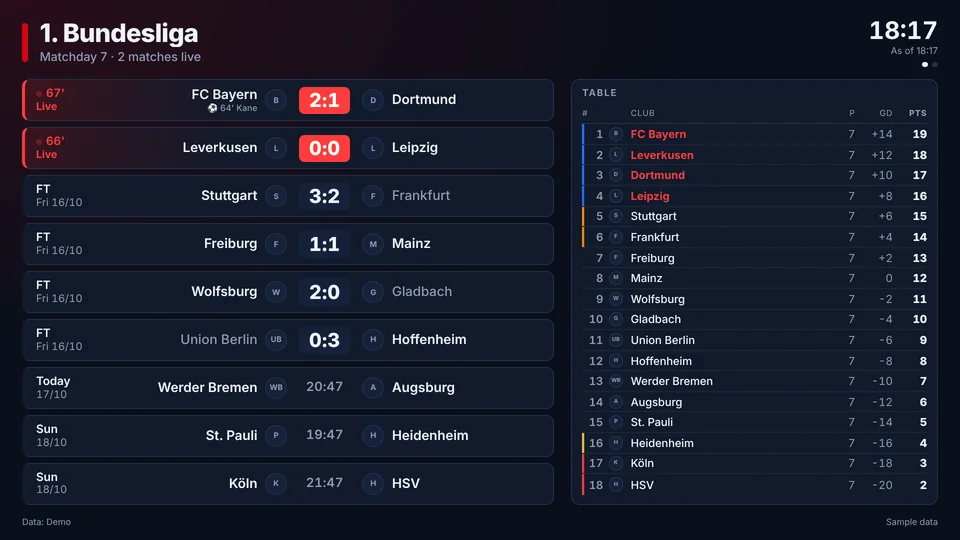 1. Bundesliga
Matchday 7 · 2 matches live
18:17
As of 18:17
67'
Live
FC Bayern B 2:1 D Dortmund
⚽ 64' Kane
66'
Live
Leverkusen L 0:0 L Leipzig
FT
Fri 16/10
Stuttgart S 3:2 F Frankfurt
FT
Fri 16/10
Freiburg F 1:1 M Mainz
FT
Fri 16/10
Wolfsburg W 2:0 G Gladbach
FT
Fri 16/10
Union Berlin UB 0:3 H Hoffenheim
Today
17/10
Werder Bremen WB 20:47 A Augsburg
Sun
18/10
St. Pauli P 19:47 H Heidenheim
Sun
18/10
Köln K 21:47 H HSV
TABLE
# CLUB P GD PTS
1 B FC Bayern 7 +14 19
2 L Leverkusen 7 +12 18
3 D Dortmund 7 +10 17
4 L Leipzig 7 +8 16
5 S Stuttgart 7 +6 15
6 F Frankfurt 7 +4 14
7 F Freiburg 7 +2 13
8 M Mainz 7 0 12
9 W Wolfsburg 7 -2 11
10 G Gladbach 7 -4 10
11 UB Union Berlin 7 -6 9
12 H Hoffenheim 7 -8 8
13 WB Werder Bremen 7 -10 7
14 A Augsburg 7 -12 6
15 P St. Pauli 7 -14 5
16 H Heidenheim 7 -16 4
17 K Köln 7 -18 3
18 H HSV 7 -20 2
Data: Demo
Sample data